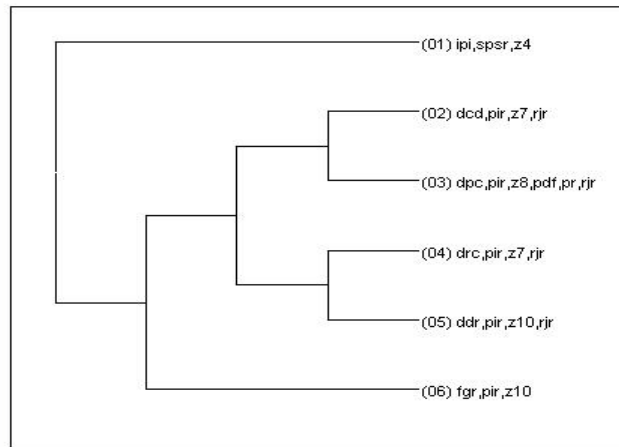 (01) ipi,spsr,z4
(02) dcd,pir,z7,rjr
(03) dpc,pir,z8,pdf,pr,rjr
(04) drc,pir,z7,rjr
(05) ddr,pir,z10,rjr
(06) fgr,pir,z10